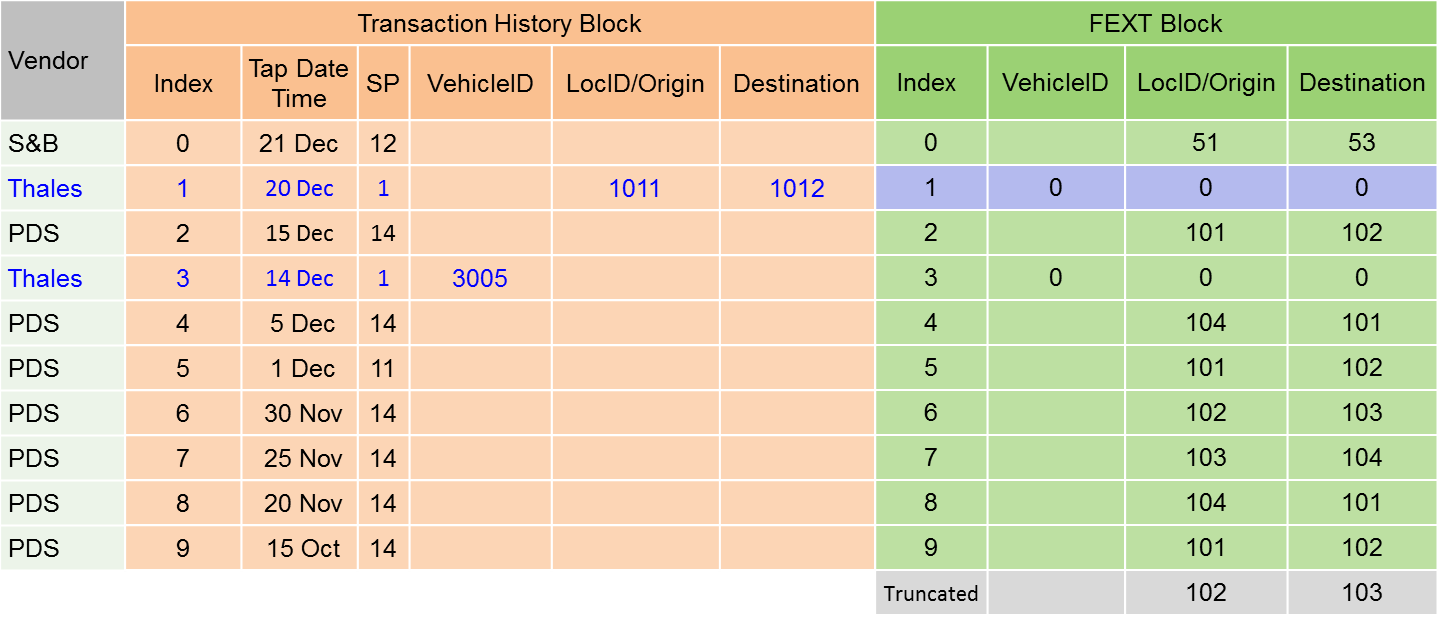 Transaction History Block FEXT Block
Vendor
Index Tap Date Time SP VehicleID LocID/Origin Destination Index VehicleID LocID/Origin Destination
S&B 0 21 Dec 12 0 51 53
Thales 1 20 Dec 1 1011 1012 1 0 0 0
PDS 2 15 Dec 14 2 101 102
Thales 3 14 Dec 1 3005 3 0 0 0
PDS 4 5 Dec 14 4 104 101
PDS 5 1 Dec 11 5 101 102
PDS 6 30 Nov 14 6 102 103
PDS 7 25 Nov 14 7 103 104
PDS 8 20 Nov 14 8 104 101
PDS 9 15 Oct 14 9 101 102
Truncated 102 103